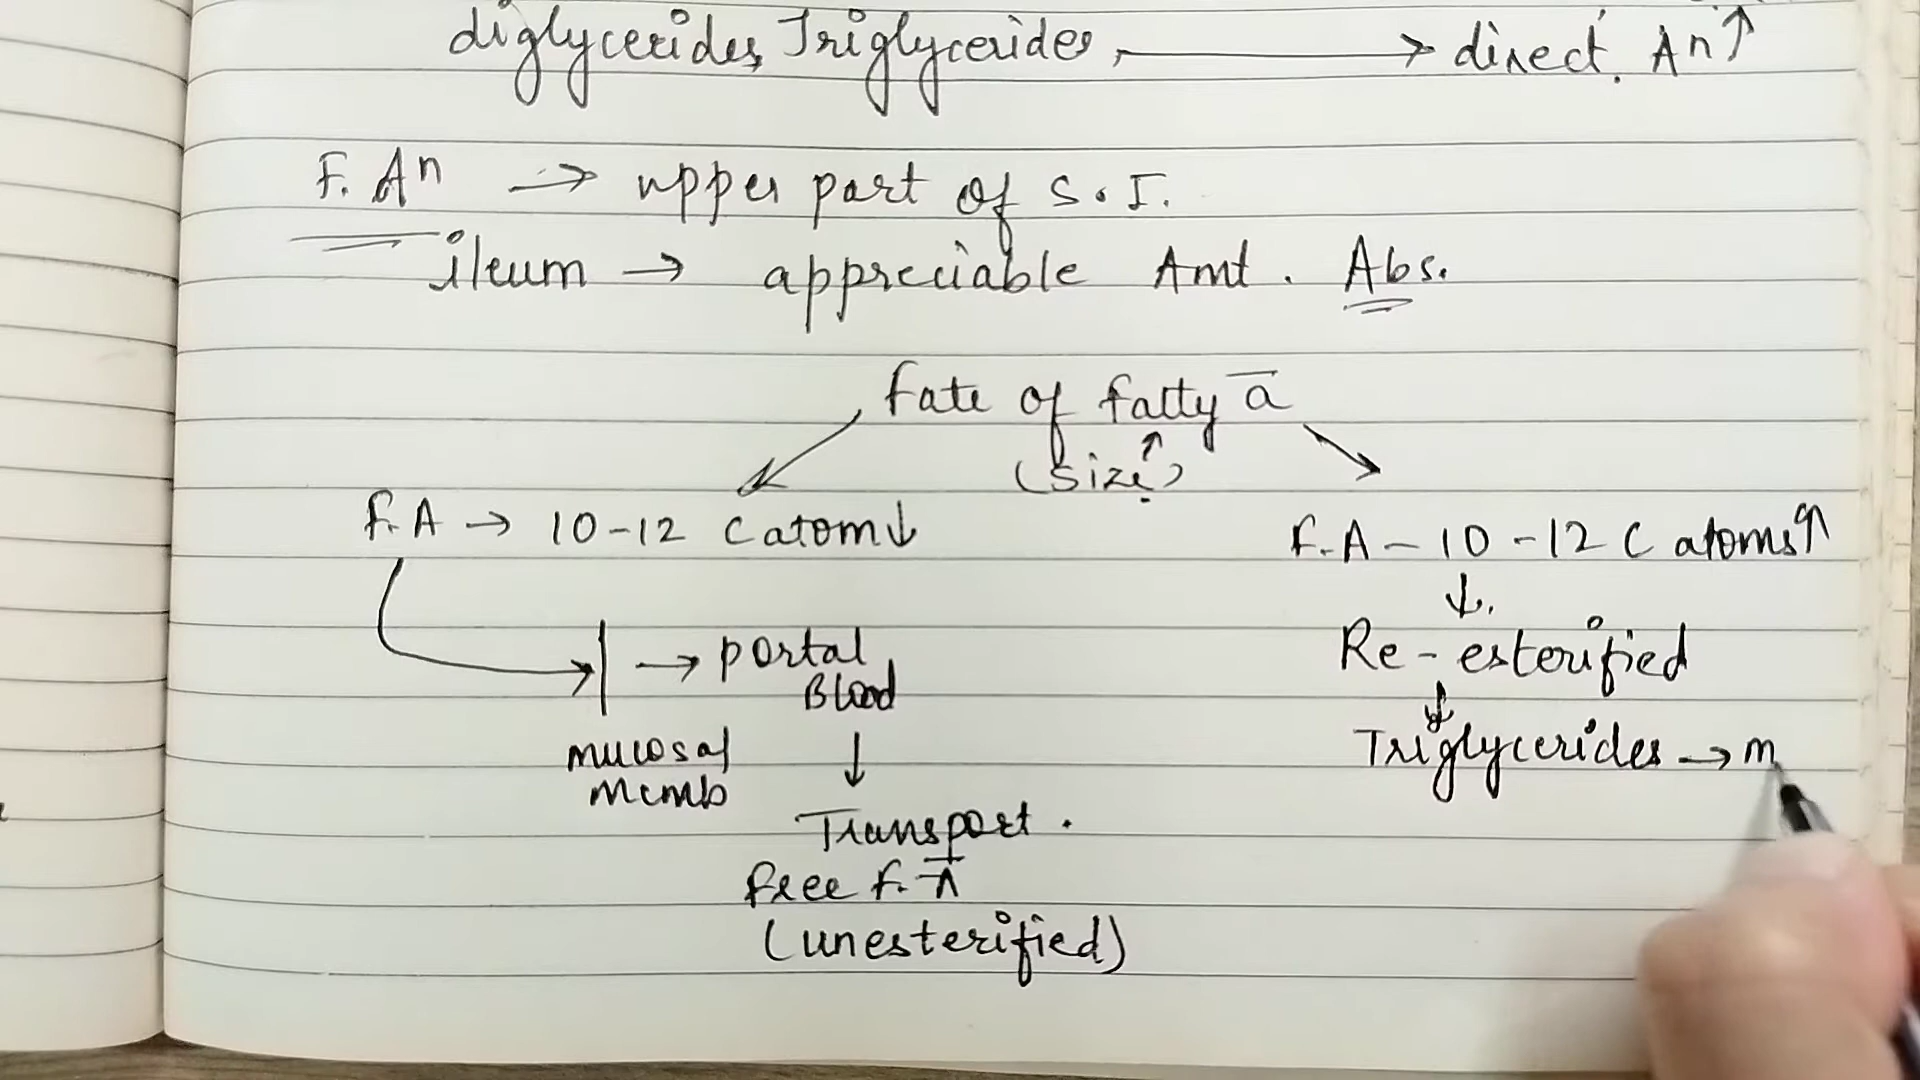 diglycerides, Triglycerides, → direct. Aⁿ↑
F. Aⁿ → upper part of S.I.
ileum → appreciable Amt. Abs.
Fate of fatty a̅
(size↑)
F.A → 10-12 C atom↓
F.A - 10 -12 C atoms↑
↓
→ Portal Blood
Re-esterified
mucosal
memb
↓
↓
Triglycerides → m
Transport.
free F.A̅
(unesterified)